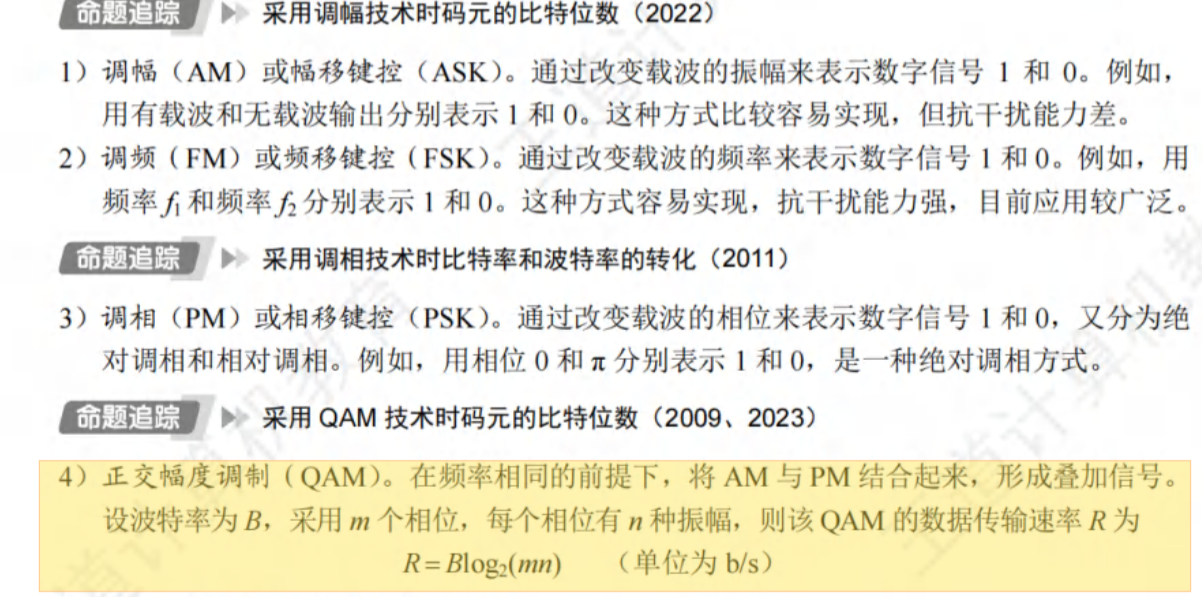 命题追踪 采用调幅技术时码元的比特位数（2022）
1）调幅（AM）或幅移键控（ASK）。通过改变载波的振幅来表示数字信号 1 和 0。例如，
用有载波和无载波输出分别表示 1 和 0。这种方式比较容易实现，但抗干扰能力差。
2）调频（FM）或频移键控（FSK）。通过改变载波的频率来表示数字信号 1 和 0。例如，用
频率 f₁ 和频率 f₂ 分别表示 1 和 0。这种方式容易实现，抗干扰能力强，目前应用较广泛。
命题追踪 采用调相技术时比特率和波特率的转化（2011）
3）调相（PM）或相移键控（PSK）。通过改变载波的相位来表示数字信号 1 和 0，又分为绝
对调相和相对调相。例如，用相位 0 和 π 分别表示 1 和 0，是一种绝对调相方式。
命题追踪 采用 QAM 技术时码元的比特位数（2009、2023）
4）正交幅度调制（QAM）。在频率相同的前提下，将 AM 与 PM 结合起来，形成叠加信号。
设波特率为 B，采用 m 个相位，每个相位有 n 种振幅，则该 QAM 的数据传输速率 R 为
R=Blog₂(mn) （单位为 b/s）